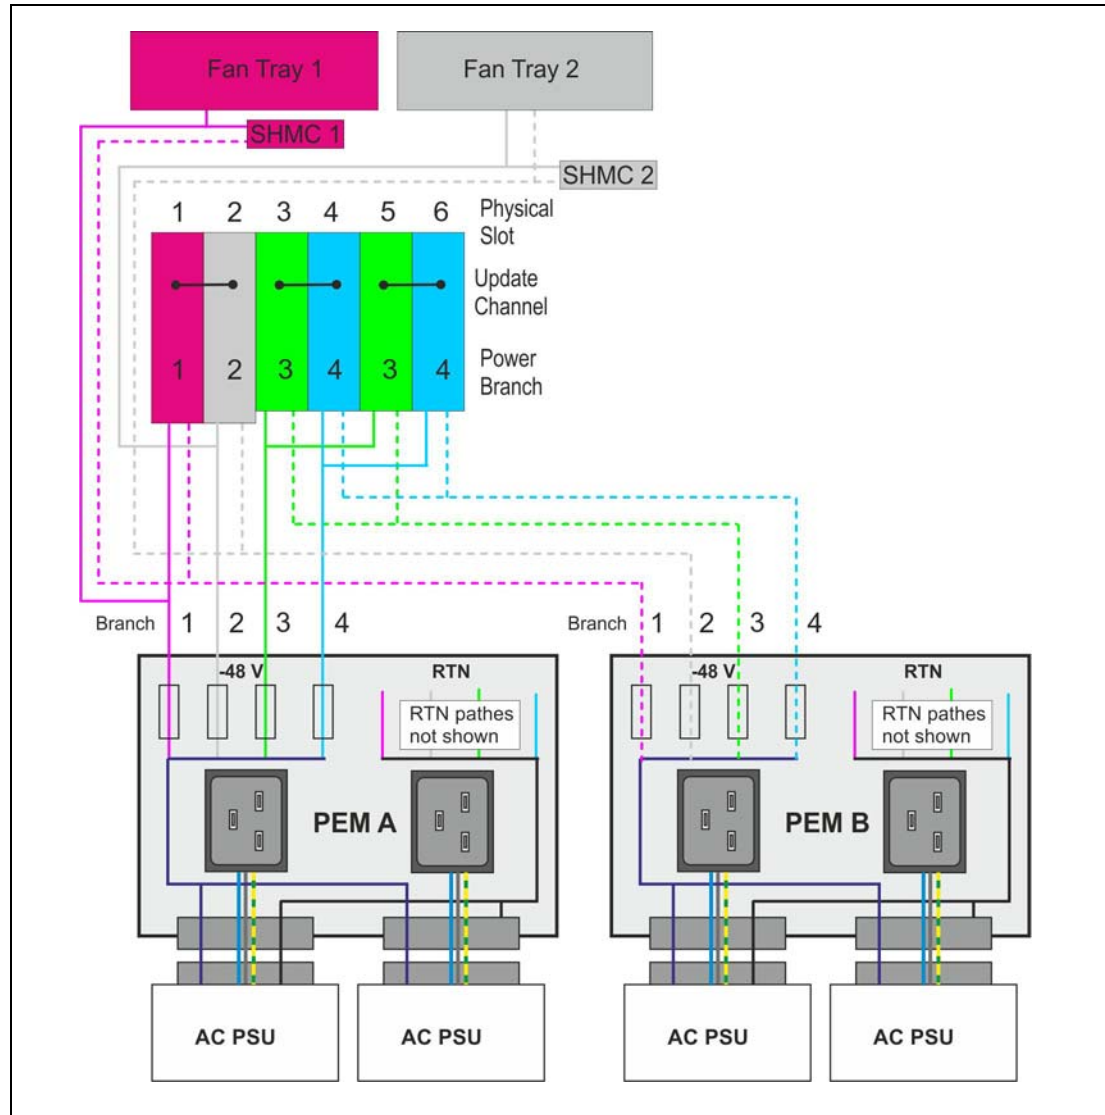 Fan Tray 1
Fan Tray 2
SHMC 1
SHMC 2
1 2 3 4 5 6
Physical
Slot
Update
Channel
1 2 3 4 3 4
Power
Branch
Branch 1 2 3 4
Branch 1 2 3 4
-48 V
RTN
-48 V
RTN
RTN pathes
not shown
RTN pathes
not shown
PEM A
PEM B
AC PSU
AC PSU
AC PSU
AC PSU